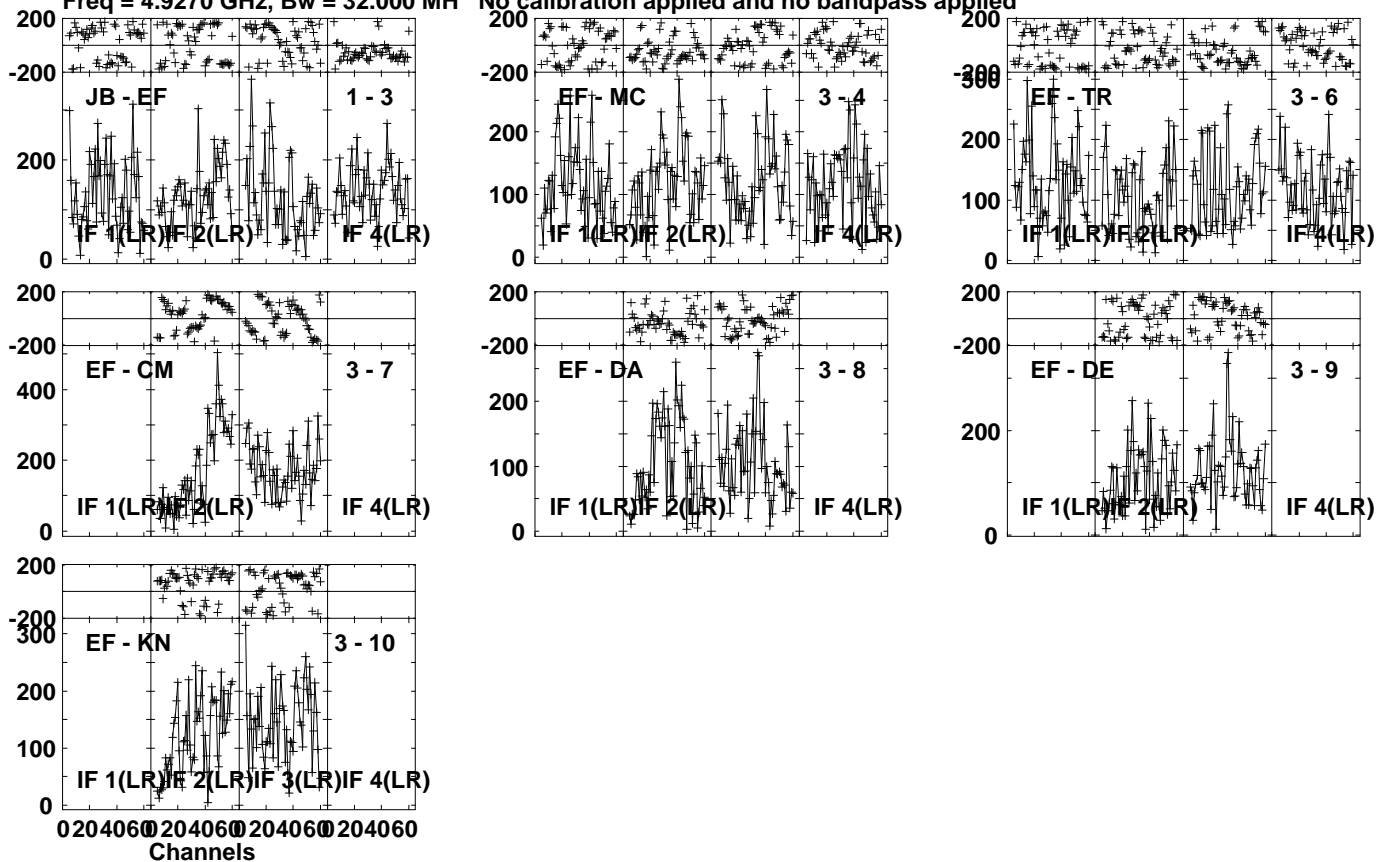 Freq = 4.9270 GHz, Bw = 32.000 MH No calibration applied and no bandpass applied
200
-200
JB - EF 1 - 3
200
0
IF 1(LR) IF 2(LR) IF 4(LR)
200
-200
EF - MC 3 - 4
200
100
0
IF 1(LR) IF 2(LR) IF 4(LR)
200
-200
300
EF - TR 3 - 6
200
100
0
IF 1(LR) IF 2(LR) IF 4(LR)
200
-200
EF - CM 3 - 7
400
200
0
IF 1(LR) IF 2(LR) IF 4(LR)
200
-200
EF - DA 3 - 8
200
100
0
IF 1(LR) IF 2(LR) IF 4(LR)
200
-200
EF - DE 3 - 9
200
0
IF 1(LR) IF 2(LR) IF 4(LR)
200
-200
300
EF - KN 3 - 10
200
100
0
IF 1(LR) IF 2(LR) IF 3(LR) IF 4(LR)
0 20 40 60 0 20 40 60 0 20 40 60 0 20 40 60
Channels